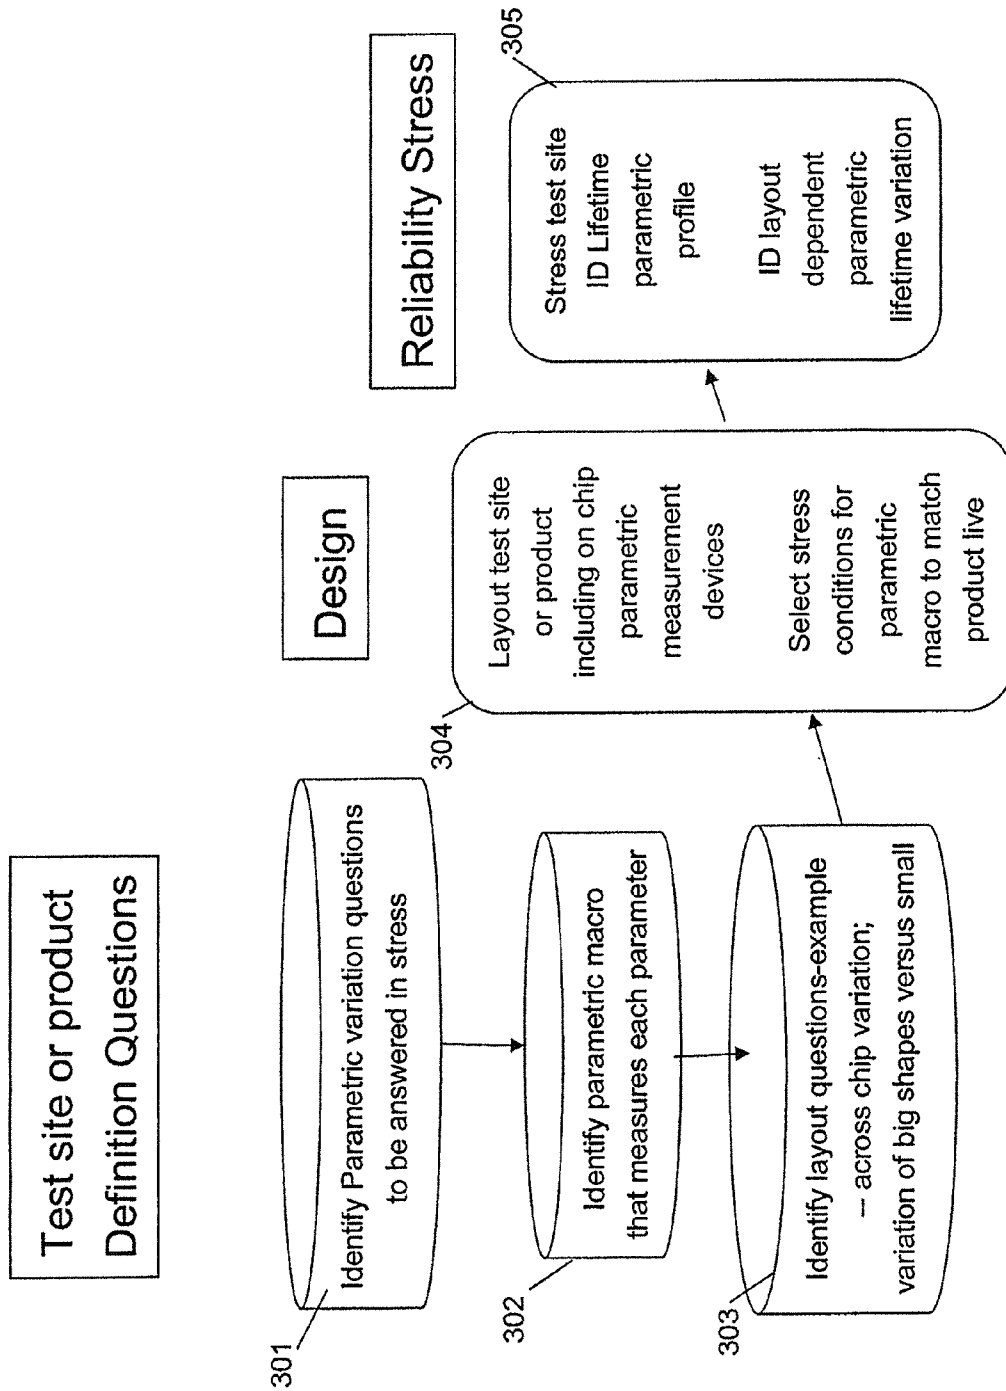 Test site or product
Definition Questions
301
Identify Parametric variation questions
to be answered in stress
302
Identify parametric macro
that measures each parameter
303
Identify layout questions-example
– across chip variation;
variation of big shapes versus small
Design
304
Layout test site
or product
including on chip
parametric
measurement
devices
Select stress
conditions for
parametric
macro to match
product live
Reliability Stress
305
Stress test site
ID Lifetime
parametric
profile
ID layout
dependent
parametric
lifetime variation